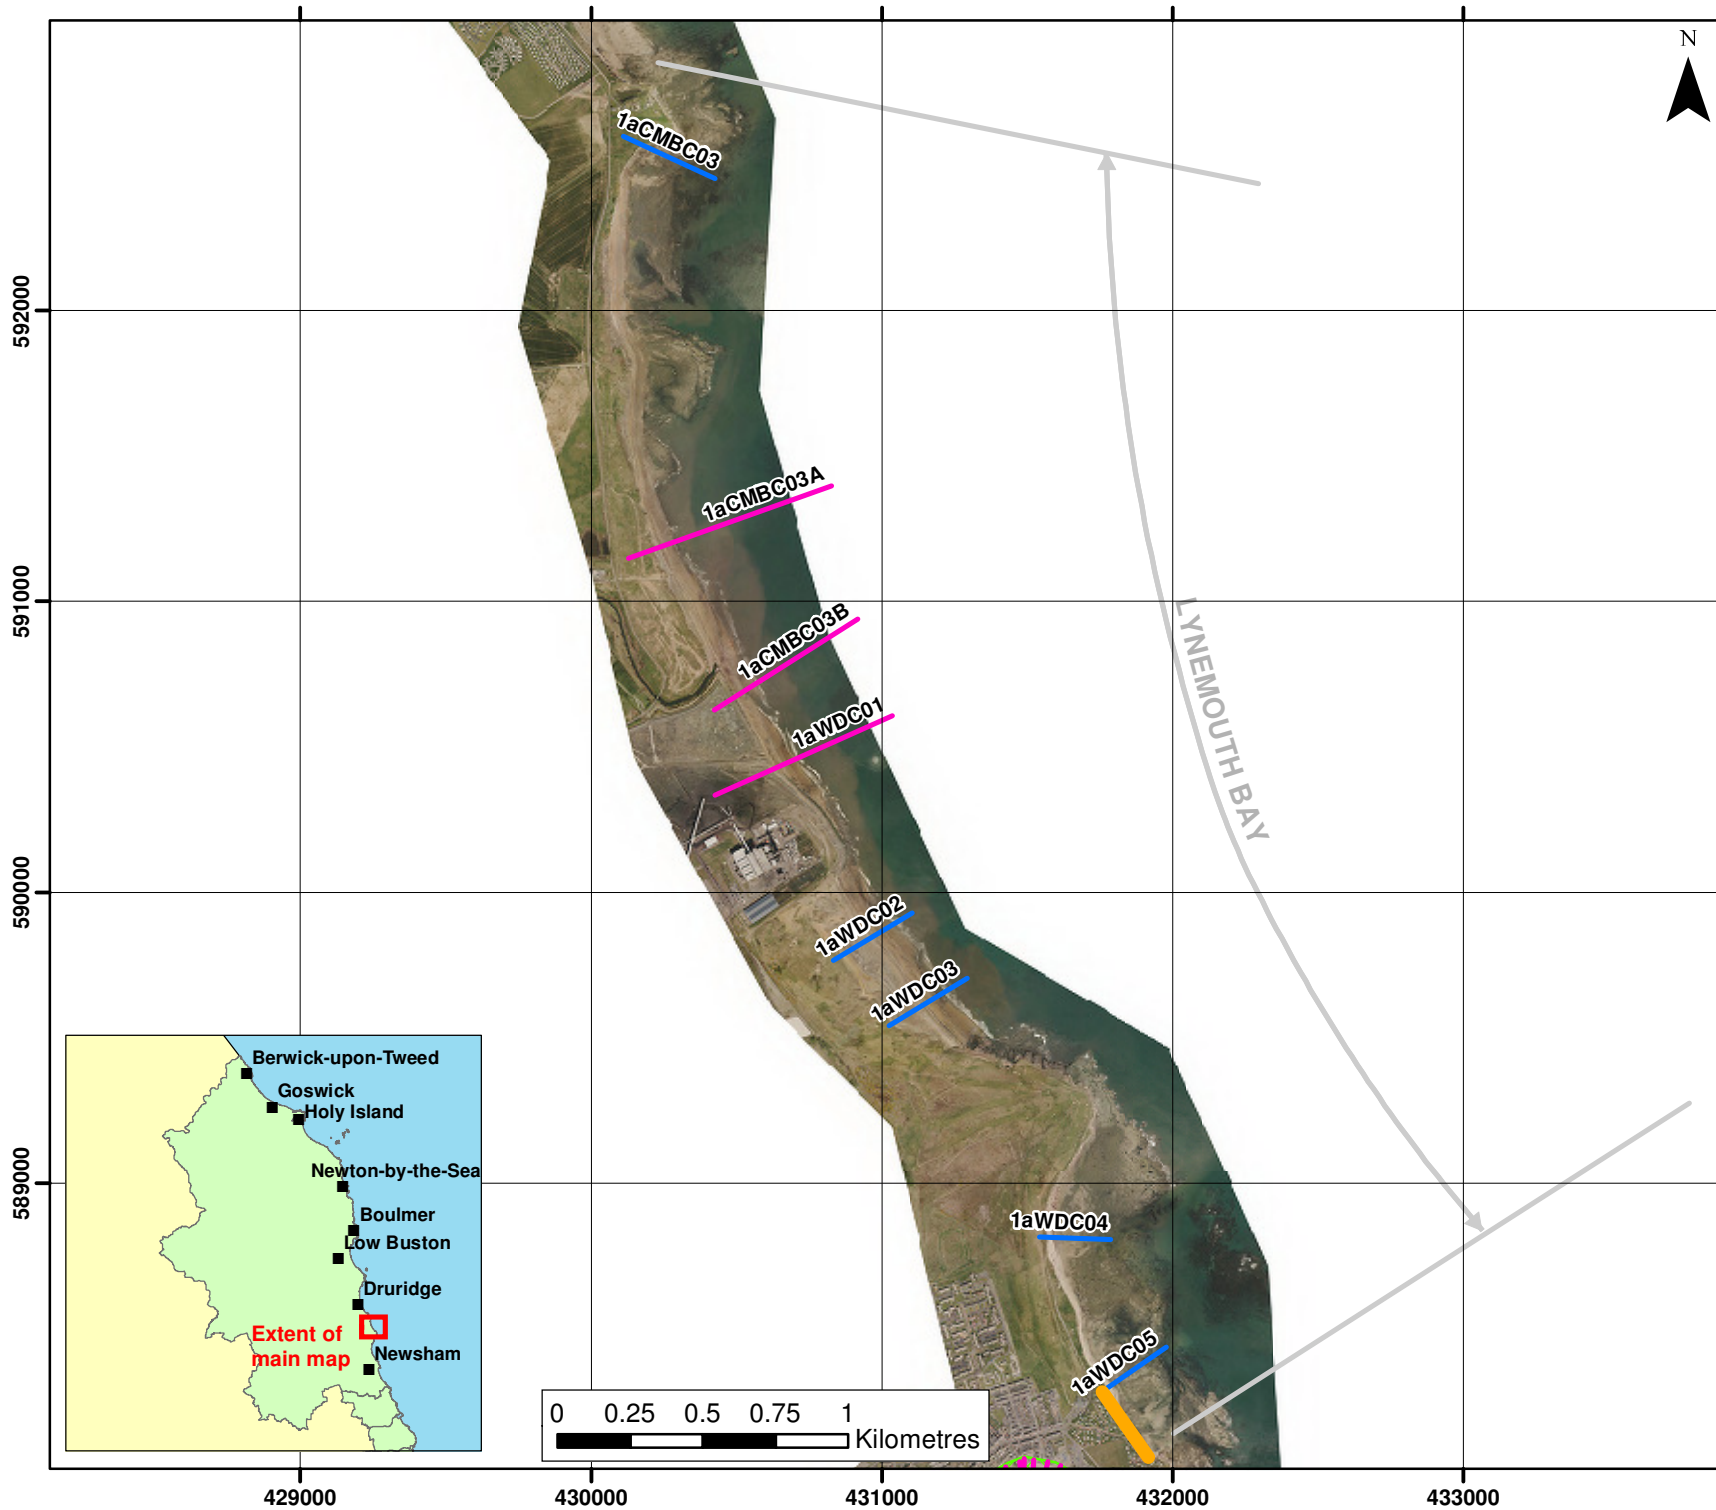 N
1aCMBC03
592000
1aCMBC03A
591000
1aCMBC03B
LYNEMOUTH BAY
1aWDC01
590000
1aWDC02
1aWDC03
589000
1aWDC04
1aWDC05
Berwick-upon-Tweed
Goswick
Holy Island
Newton-by-the-Sea
Boulmer
Low Buston
Druridge
Extent of
main map
Newsham
0 0.25 0.5 0.75 1
Kilometres
429000 430000 431000 432000 433000